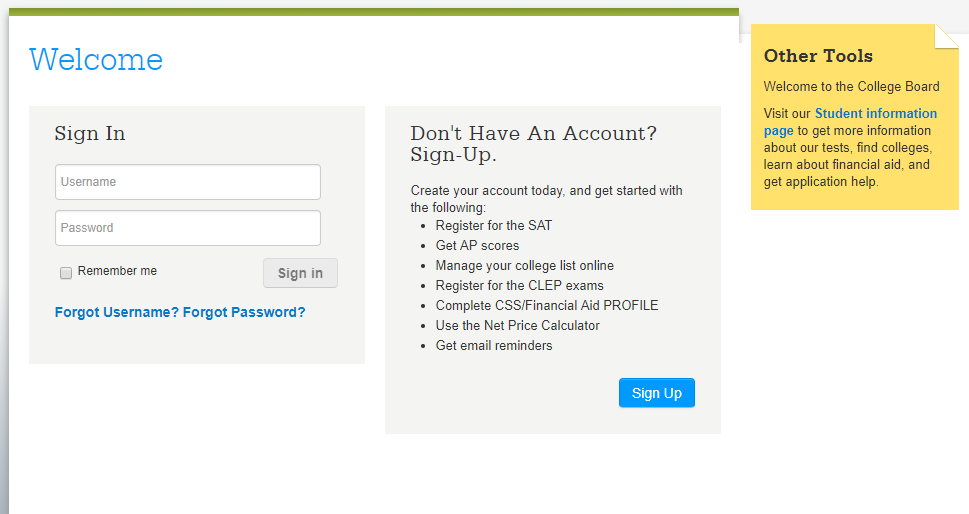 Welcome
Sign In
Username
Password
Remember me
Sign in
Forgot Username? Forgot Password?
Don't Have An Account?
Sign-Up.
Create your account today, and get started with
the following:
• Register for the SAT
• Get AP scores
• Manage your college list online
• Register for the CLEP exams
• Complete CSS/Financial Aid PROFILE
• Use the Net Price Calculator
• Get email reminders
Sign Up
Other Tools
Welcome to the College Board
Visit our Student information
page to get more information
about our tests, find colleges,
learn about financial aid, and
get application help.